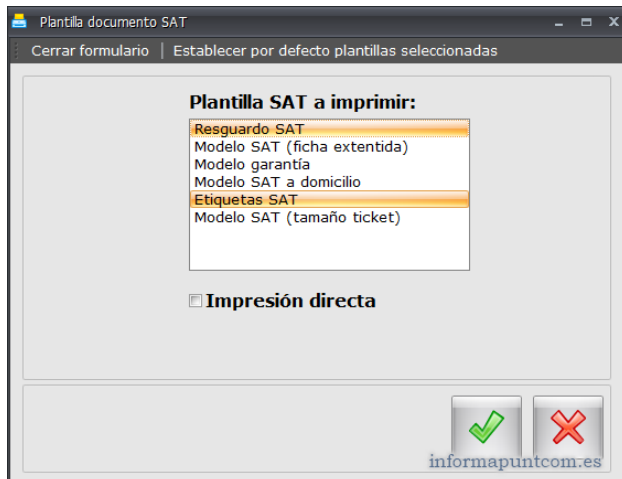 Plantilla documento SAT
Cerrar formulario | Establecer por defecto plantillas seleccionadas
Plantilla SAT a imprimir:
Resguardo SAT
Modelo SAT (ficha extentida)
Modelo garantía
Modelo SAT a domicilio
Etiquetas SAT
Modelo SAT (tamaño ticket)
Impresión directa
informapuntcom.es